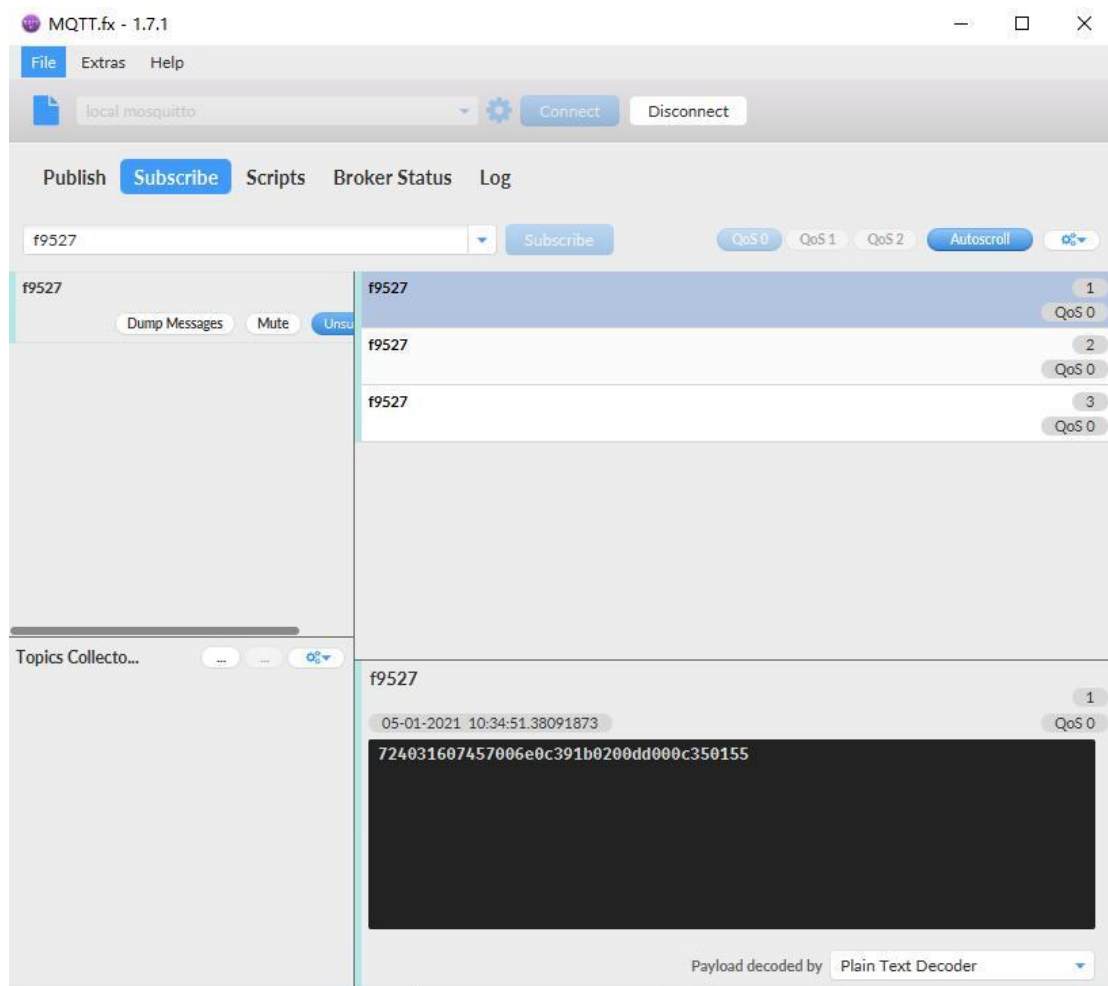 MQTT.fx - 1.7.1
File Extras Help
local mosquitto Connect Disconnect
Publish Subscribe Scripts Broker Status Log
f9527 Subscribe QoS 0 QoS 1 QoS 2 Autoscroll
f9527
Dump Messages Mute Unsu
f9527 1
QoS 0
f9527 2
QoS 0
f9527 3
QoS 0
Topics Collecto... ... ...
f9527
1
05-01-2021 10:34:51.38091873 QoS 0
724031607457006e0c391b0200dd000c350155
Payload decoded by Plain Text Decoder